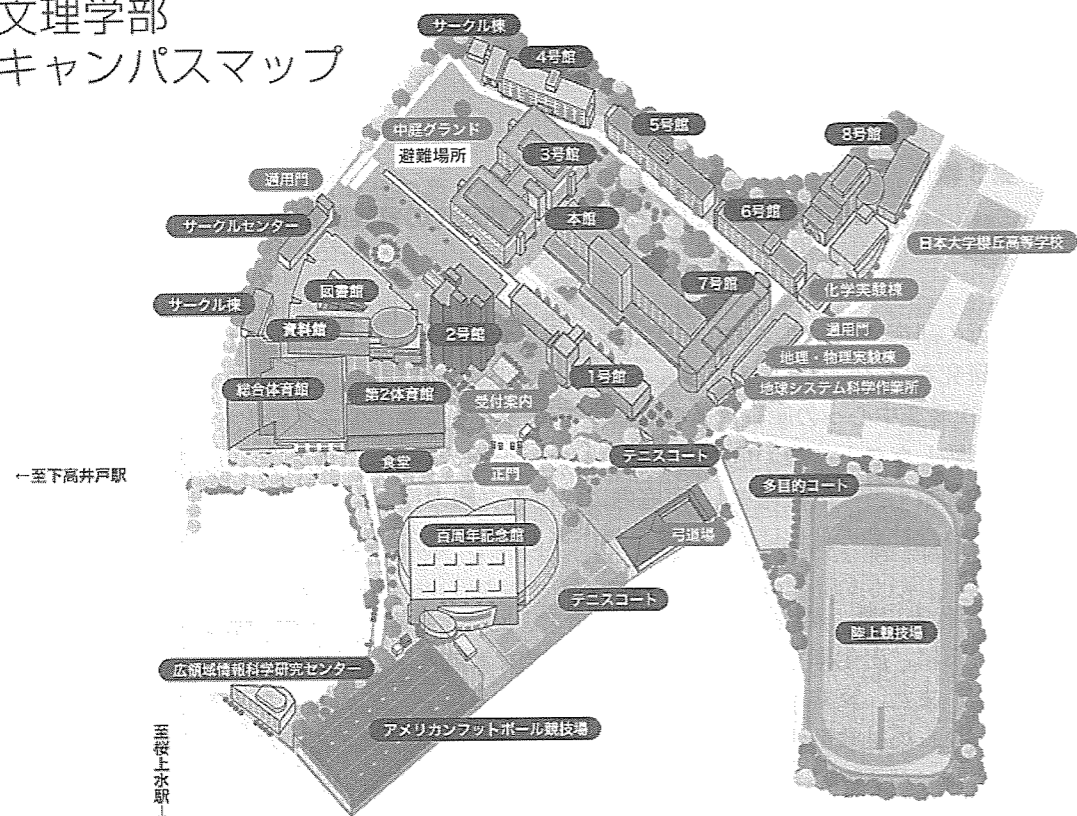 文理学部
キャンパスマップ
サークル棟
4号館
5号館
8号館
中庭グランド
避難場所
3号館
通用門
サークルセンター
本館
6号館
日本大学櫻丘高等学校
図書館
サークル棟
資料館
2号館
7号館
化学実験棟
通用門
地理・物理実験棟
1号館
総合体育館
第2体育館
受付案内
地球システム科学作業所
食堂
正門
テニスコート
←至下高井戸駅
多目的コート
百周年記念館
弓道場
テニスコート
陸上競技場
広領域情報科学研究センター
アメリカンフットボール競技場
至桜上水駅→